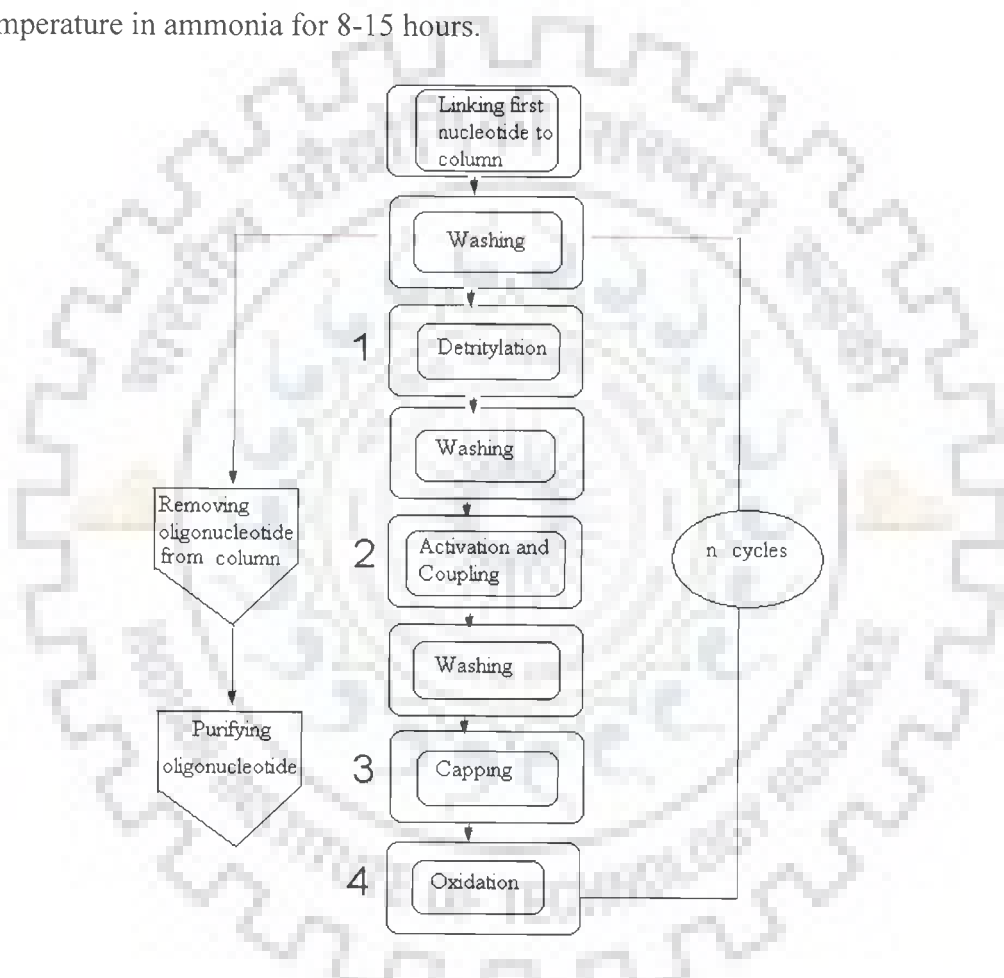 mperature in ammonia for 8-15 hours.
Linking first
nucleotide to
column
Washing
1
Detritylation
Washing
Removing
oligonucleotide
from column
2
Activation and
Coupling
n cycles
Washing
Purifying
oligonucleotide
3
Capping
4
Oxidation